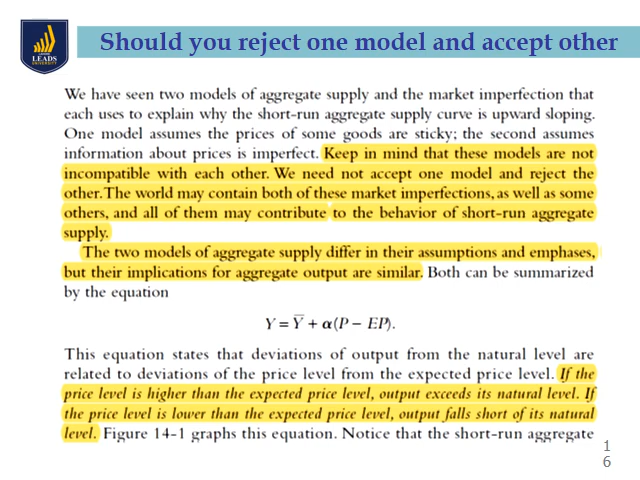 Should you reject one model and accept other
LEADS
UNIVERSITY
We have seen two models of aggregate supply and the market imperfection that
each uses to explain why the short-run aggregate supply curve is upward sloping.
One model assumes the prices of some goods are sticky; the second assumes
information about prices is imperfect. Keep in mind that these models are not
incompatible with each other. We need not accept one model and reject the
other. The world may contain both of these market imperfections, as well as some
others, and all of them may contribute to the behavior of short-run aggregate
supply.
The two models of aggregate supply differ in their assumptions and emphases,
but their implications for aggregate output are similar. Both can be summarized
by the equation
Y = Y̅ + α(P − EP).
This equation states that deviations of output from the natural level are
related to deviations of the price level from the expected price level. If the
price level is higher than the expected price level, output exceeds its natural level. If
the price level is lower than the expected price level, output falls short of its natural
level. Figure 14-1 graphs this equation. Notice that the short-run aggregate
1
6